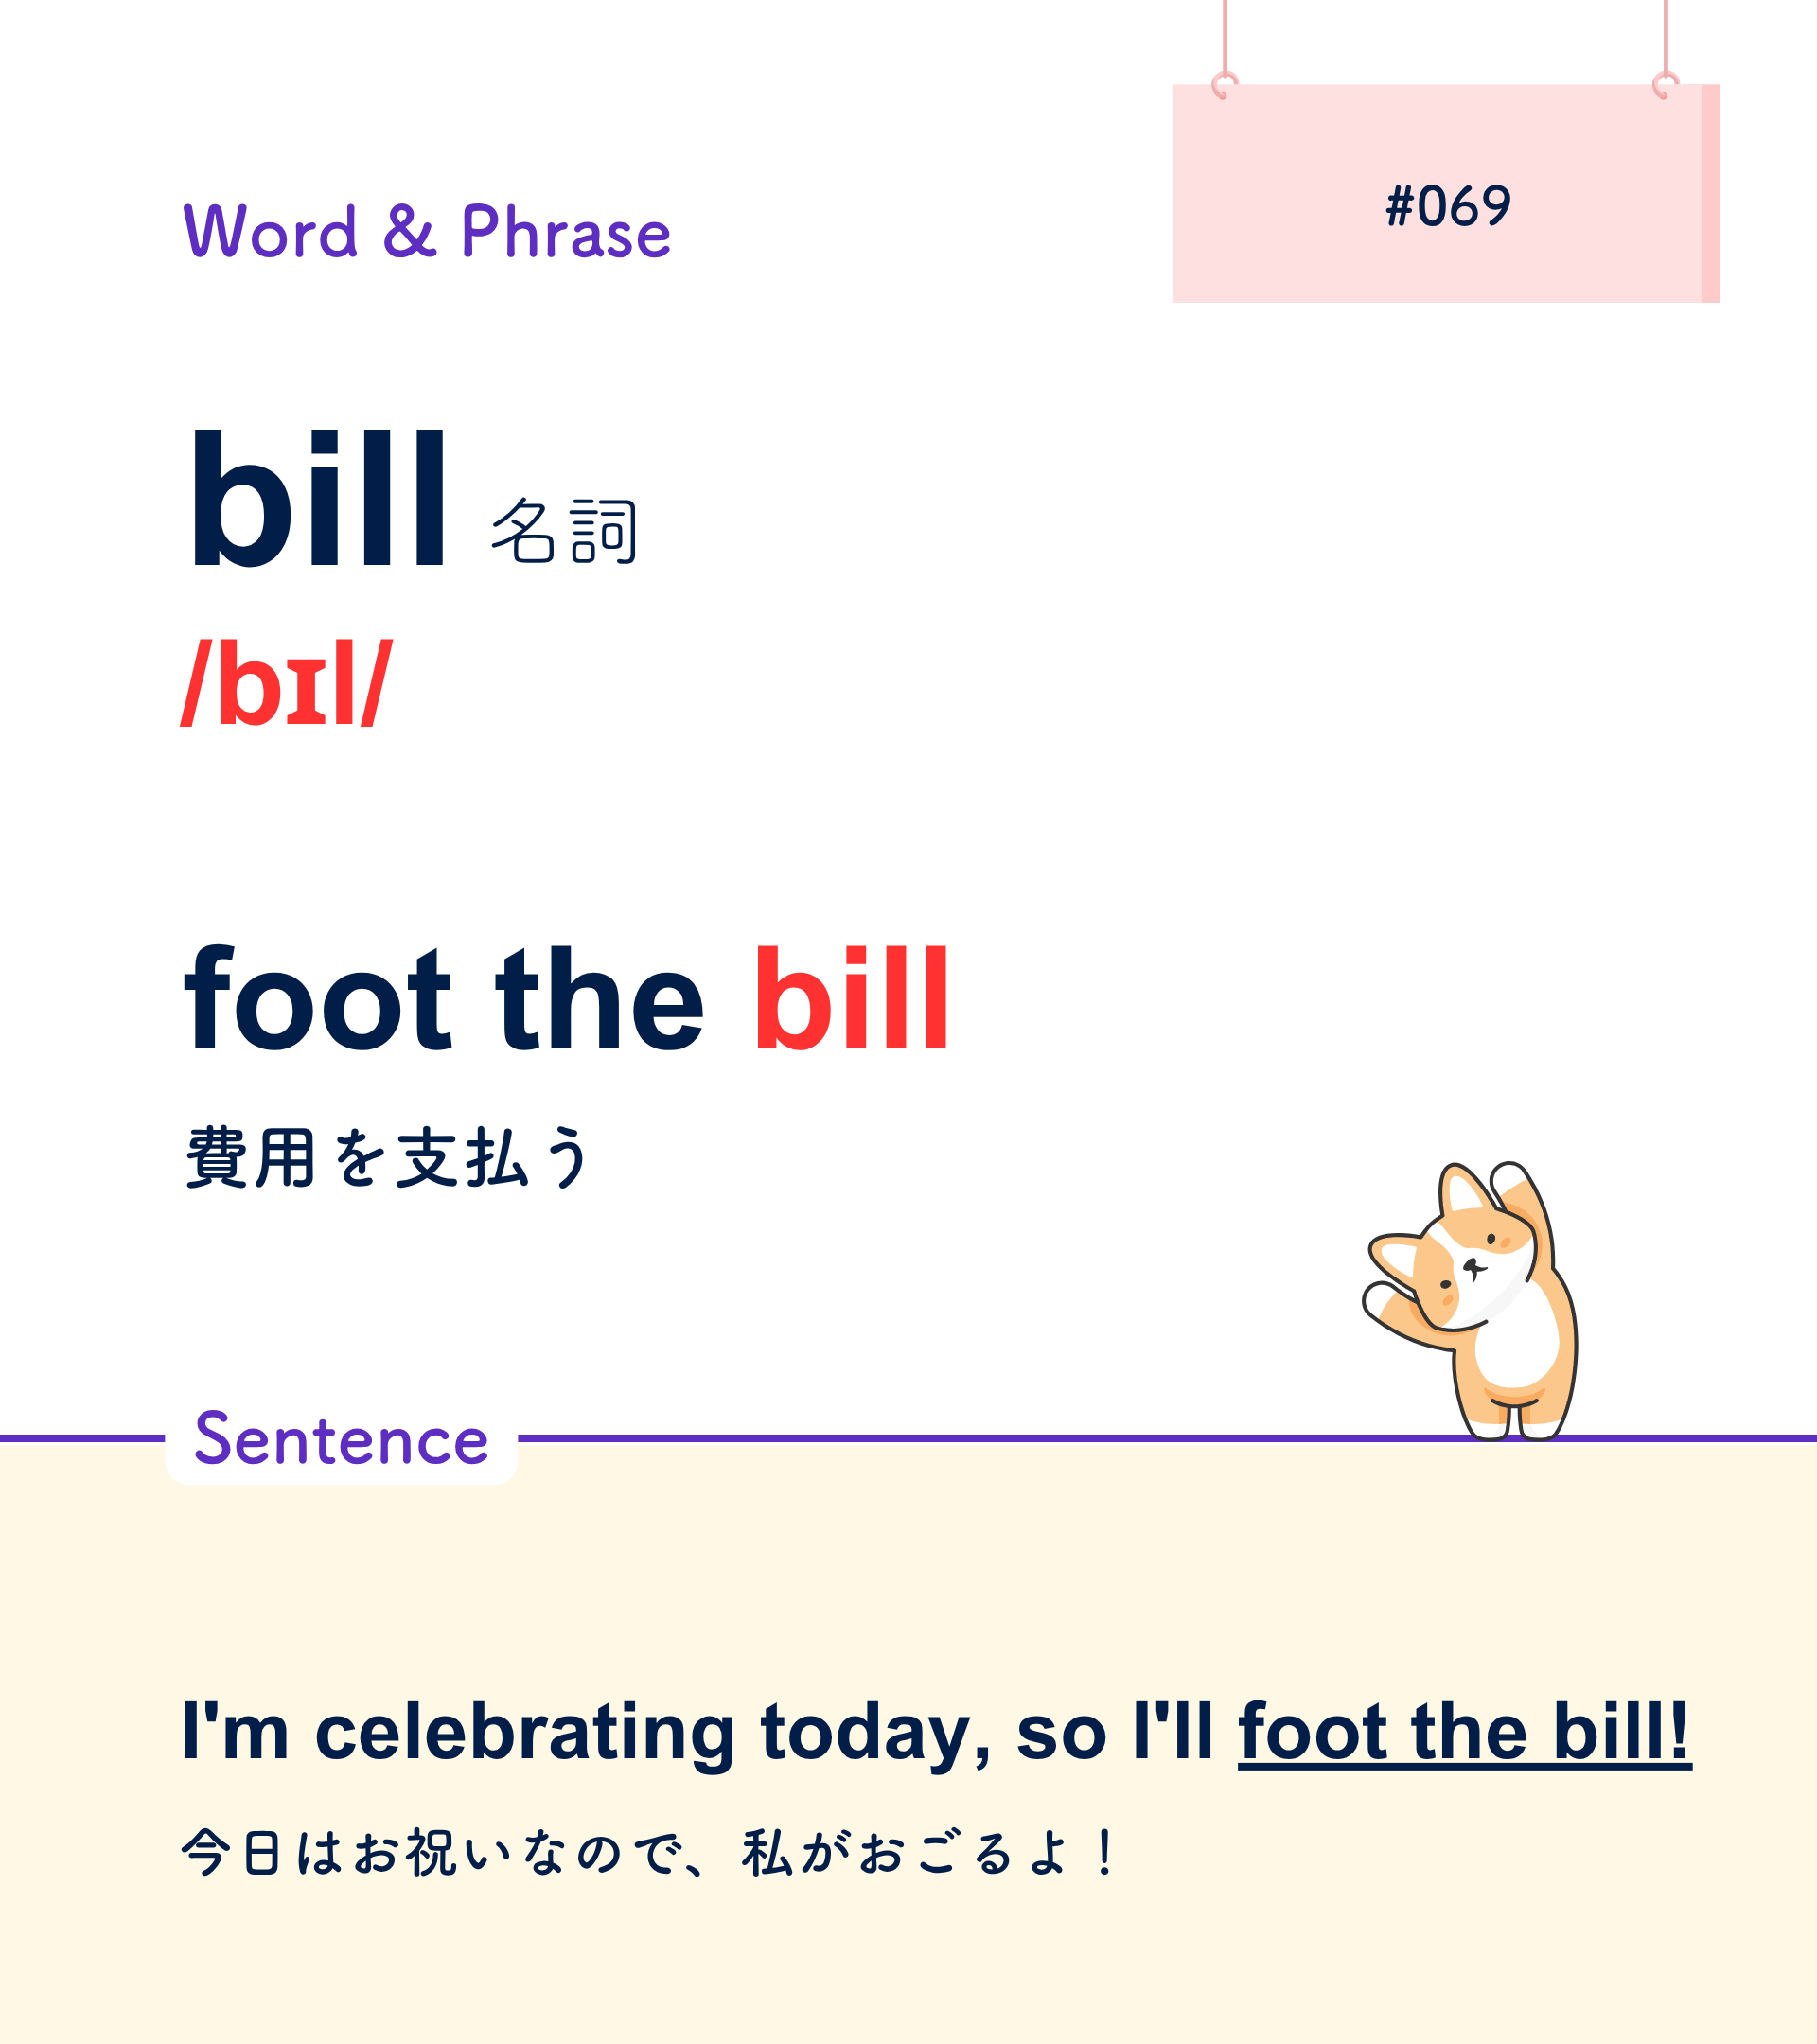 #069
Word & Phrase
bill 名詞
/bɪl/
foot the bill
費用を支払う
Sentence
I'm celebrating today, so I'll foot the bill!
今日はお祝いなので、私がおごるよ！